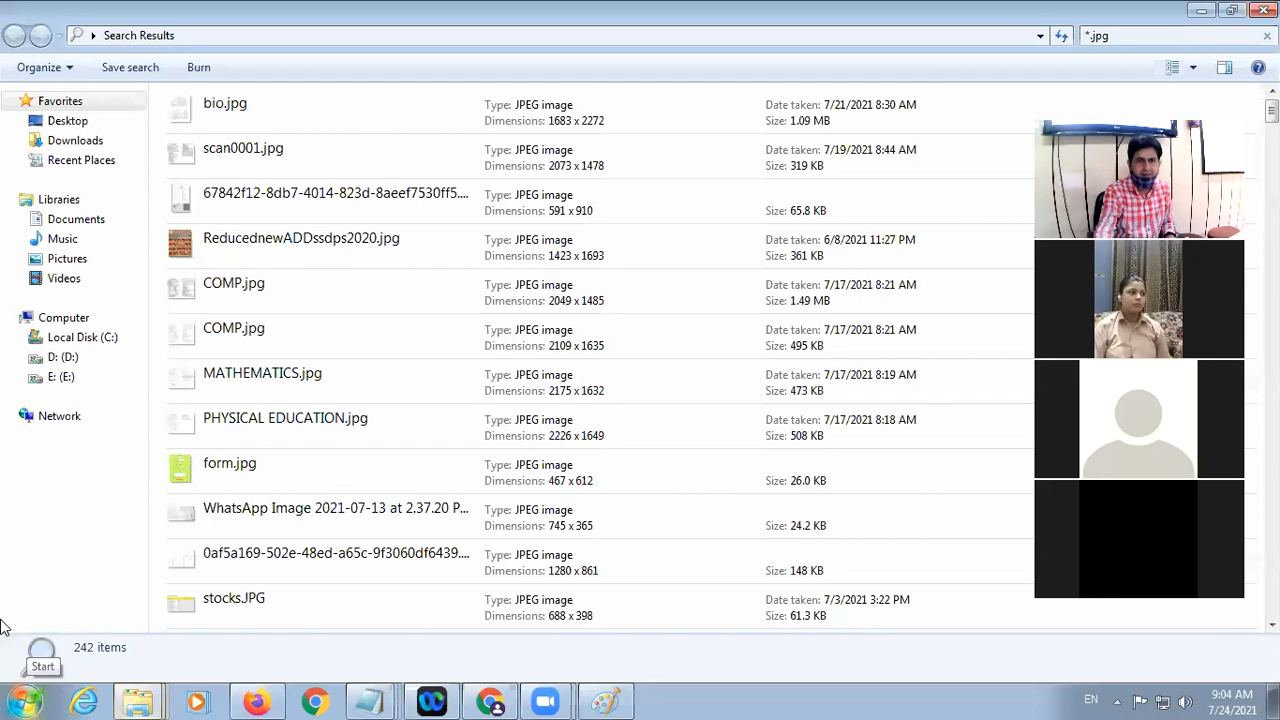 Search Results
*.jpg
Organize
Save search
Burn
Favorites
Desktop
Downloads
Recent Places
Libraries
Documents
Music
Pictures
Videos
Computer
Local Disk (C:)
D: (D:)
E: (E:)
Network
bio.jpg
Type: JPEG image
Date taken: 7/21/2021 8:30 AM
Dimensions: 1683 x 2272
Size: 1.09 MB
scan0001.jpg
Type: JPEG image
Date taken: 7/19/2021 8:44 AM
Dimensions: 2073 x 1478
Size: 319 KB
67842f12-8db7-4014-823d-8aeef7530ff5....
Type: JPEG image
Dimensions: 591 x 910
Size: 65.8 KB
ReducednewADDssdps2020.jpg
Type: JPEG image
Date taken: 6/8/2021 11:27 PM
Dimensions: 1423 x 1693
Size: 361 KB
COMP.jpg
Type: JPEG image
Date taken: 7/17/2021 8:21 AM
Dimensions: 2049 x 1485
Size: 1.49 MB
COMP.jpg
Type: JPEG image
Date taken: 7/17/2021 8:21 AM
Dimensions: 2109 x 1635
Size: 495 KB
MATHEMATICS.jpg
Type: JPEG image
Date taken: 7/17/2021 8:19 AM
Dimensions: 2175 x 1632
Size: 473 KB
PHYSICAL EDUCATION.jpg
Type: JPEG image
Date taken: 7/17/2021 8:18 AM
Dimensions: 2226 x 1649
Size: 508 KB
form.jpg
Type: JPEG image
Dimensions: 467 x 612
Size: 26.0 KB
WhatsApp Image 2021-07-13 at 2.37.20 P...
Type: JPEG image
Dimensions: 745 x 365
Size: 24.2 KB
0af5a169-502e-48ed-a65c-9f3060df6439....
Type: JPEG image
Dimensions: 1280 x 861
Size: 148 KB
stocks.JPG
Type: JPEG image
Date taken: 7/3/2021 3:22 PM
Dimensions: 688 x 398
Size: 61.3 KB
242 items
Start
EN
9:04 AM
7/24/2021